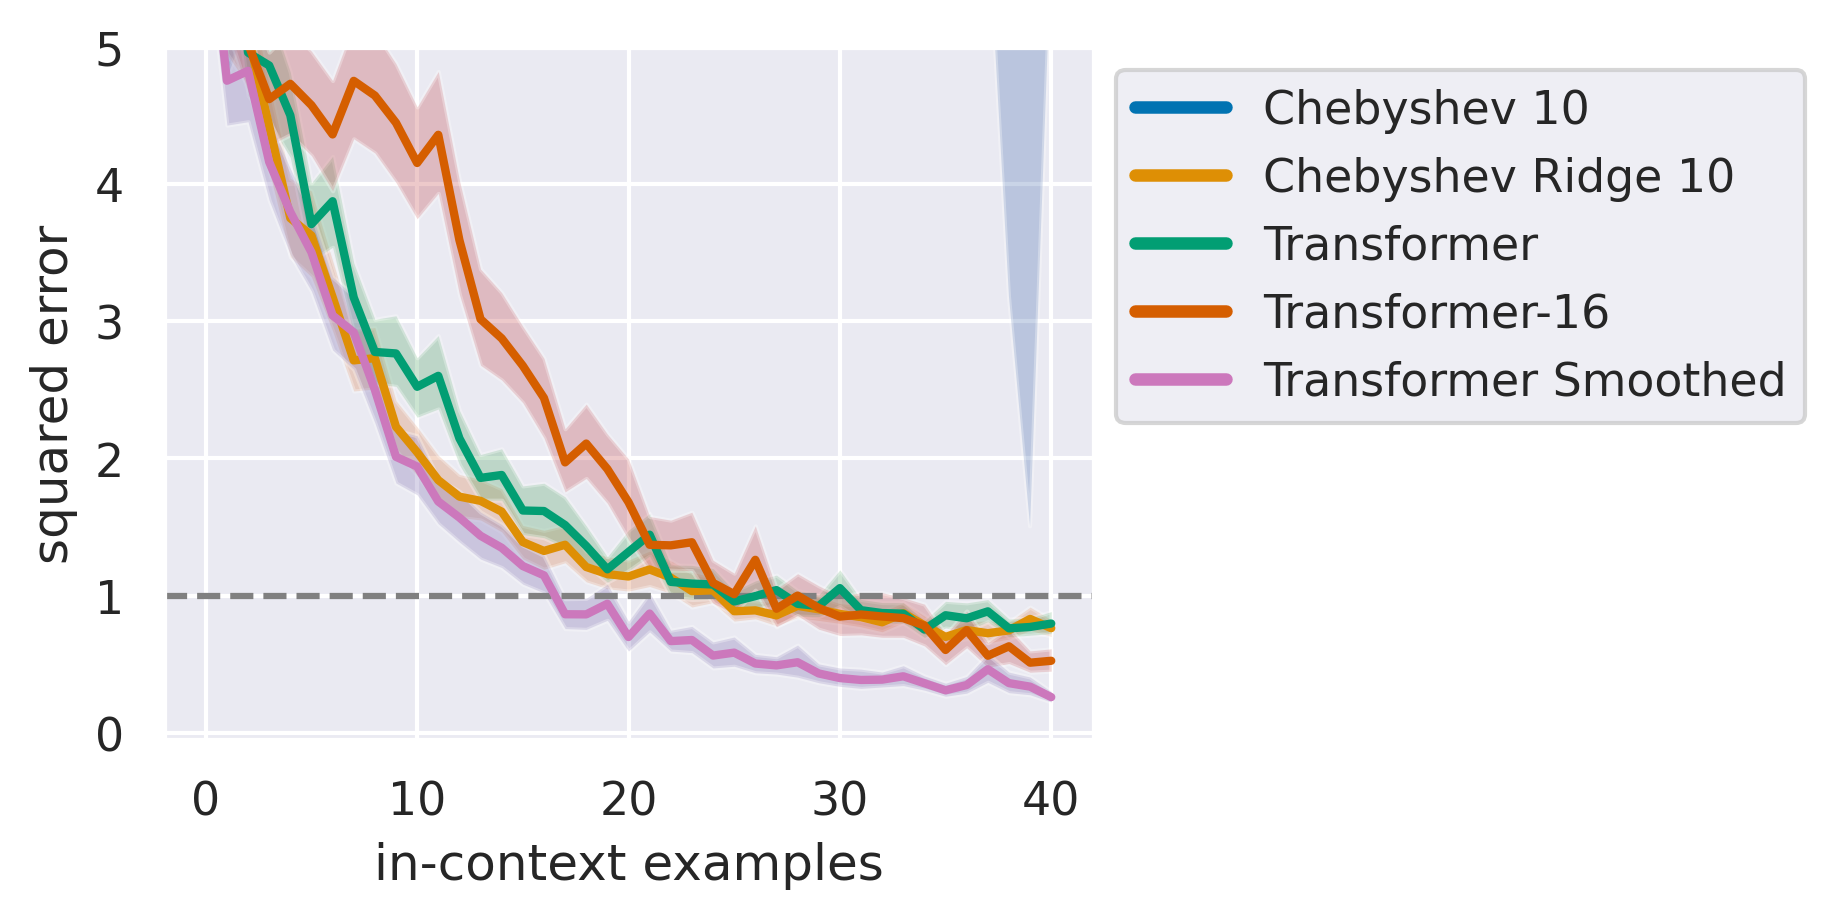 5
4
3
2
1
0
squared error
0 10 20 30 40
in-context examples
Chebyshev 10
Chebyshev Ridge 10
Transformer
Transformer-16
Transformer Smoothed